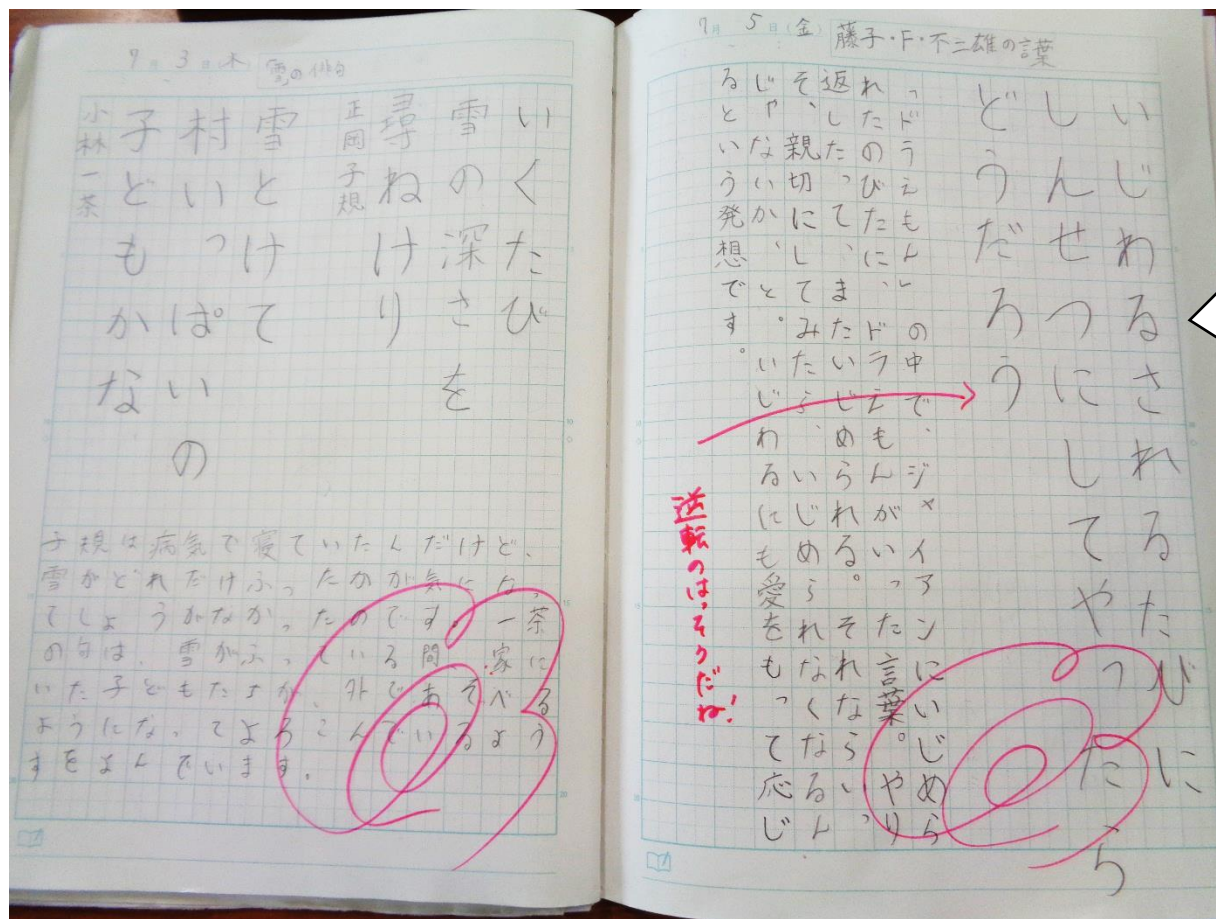 9月3日(木) 雪の俳句
いくたび
雪の深さを
尋ねけり
正岡子規
雪とけて
村いっぱいの
子どもかな
小林一茶
子規は病気で寝ていたんだけど、
雪がどれだけふったかが気になっ
てしょうがなかったのです。一茶
の句は、雪がふっている間、家に
いた子どもたちが、外であそべる
ようになってよろこんでいるよう
すをよんでいます。
7月5日(金) 藤子・F・不二雄の言葉
いじわるされるたびに
しんせつにしてやったら
どうだろう
「ドラえもん」の中で、ジャイアンにいじめら
れたのびたに、ドラえもんがいった言葉。やり
返したって、またいじめられる。それならいっ
そ、親切にしてみたら、いじめられなくなるん
じゃないか、と。いじわるにも愛をもって応じ
るという発想です。
逆転のはっそうだね!